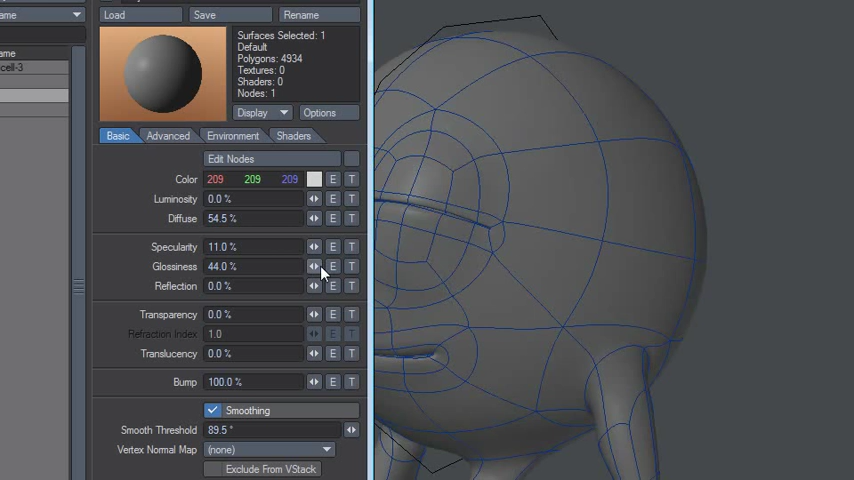 ame
Load Save Rename
ame
cell-3
Surfaces Selected: 1
Default
Polygons: 4934
Textures: 0
Shaders: 0
Nodes: 1
Display Options
Basic Advanced Environment Shaders
Edit Nodes
Color 209 209 209 E T
Luminosity 0.0 % E T
Diffuse 54.5 % E T
Specularity 11.0 % E T
Glossiness 44.0 % E T
Reflection 0.0 % E T
Transparency 0.0 % E T
Refraction Index 1.0 E T
Translucency 0.0 % E T
Bump 100.0 % E T
Smoothing
Smooth Threshold 89.5 °
Vertex Normal Map (none)
Exclude From VStack